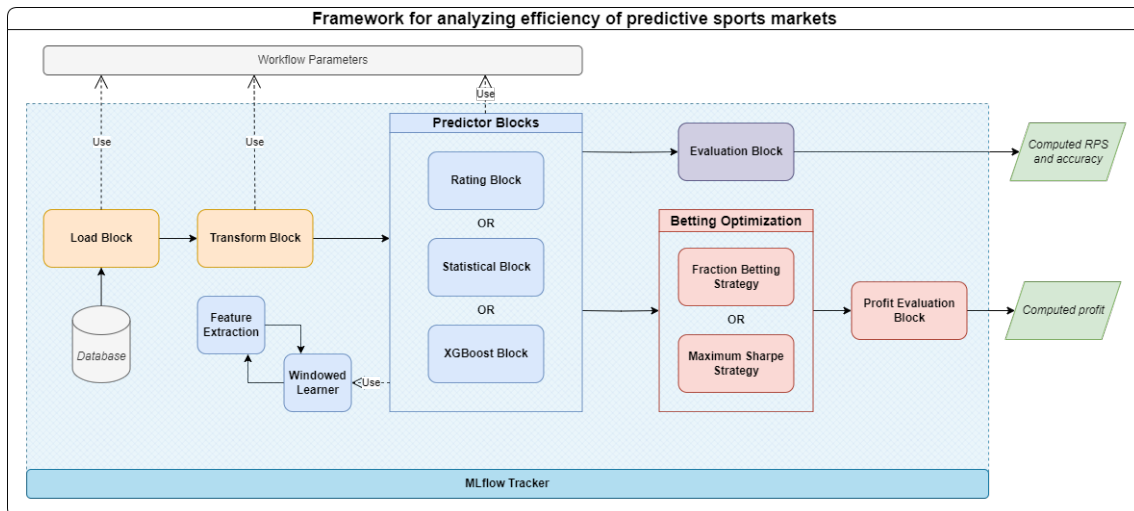 Framework for analyzing efficiency of predictive sports markets
Workflow Parameters
Use
Use
Use
Predictor Blocks
Rating Block
OR
Statistical Block
OR
XGBoost Block
Evaluation Block
Computed RPS
and accuracy
Load Block
Transform Block
Database
Feature
Extraction
Windowed
Learner
Use
Betting Optimization
Fraction Betting
Strategy
OR
Maximum Sharpe
Strategy
Profit Evaluation
Block
Computed profit
MLflow Tracker